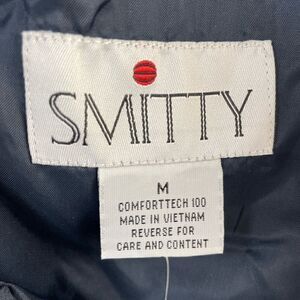 SMITTY
M
COMFORTTECH 100
MADE IN VIETNAM
REVERSE FOR
CARE AND CONTENT